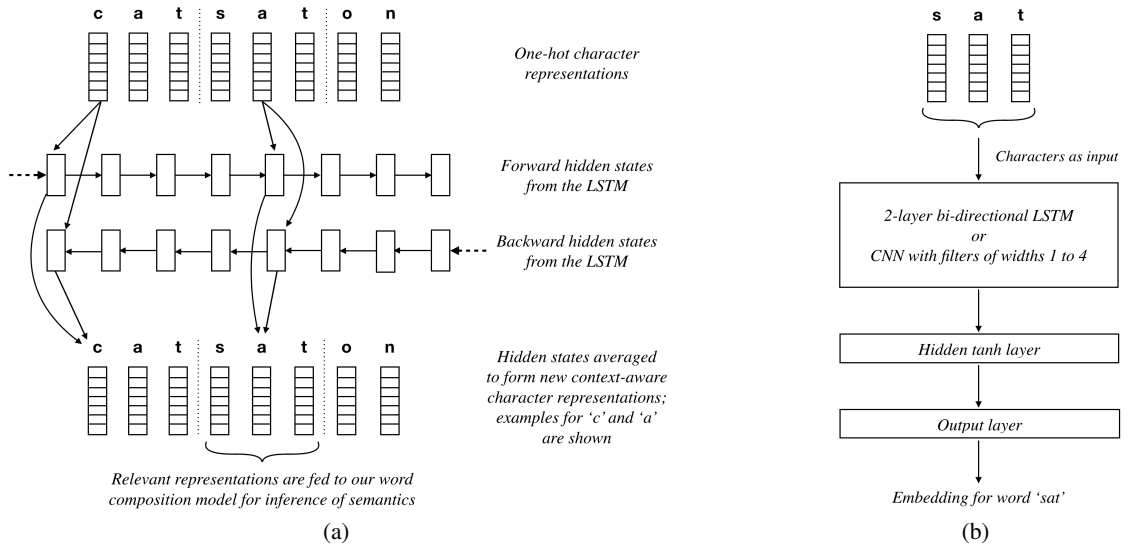 c a t s a t o n
One-hot character
representations
Forward hidden states
from the LSTM
Backward hidden states
from the LSTM
c a t s a t o n
Hidden states averaged
to form new context-aware
character representations;
examples for ‘c’ and ‘a’
are shown
Relevant representations are fed to our word
composition model for inference of semantics
(a)
s a t
Characters as input
2-layer bi-directional LSTM
or
CNN with filters of widths 1 to 4
Hidden tanh layer
Output layer
Embedding for word ‘sat’
(b)